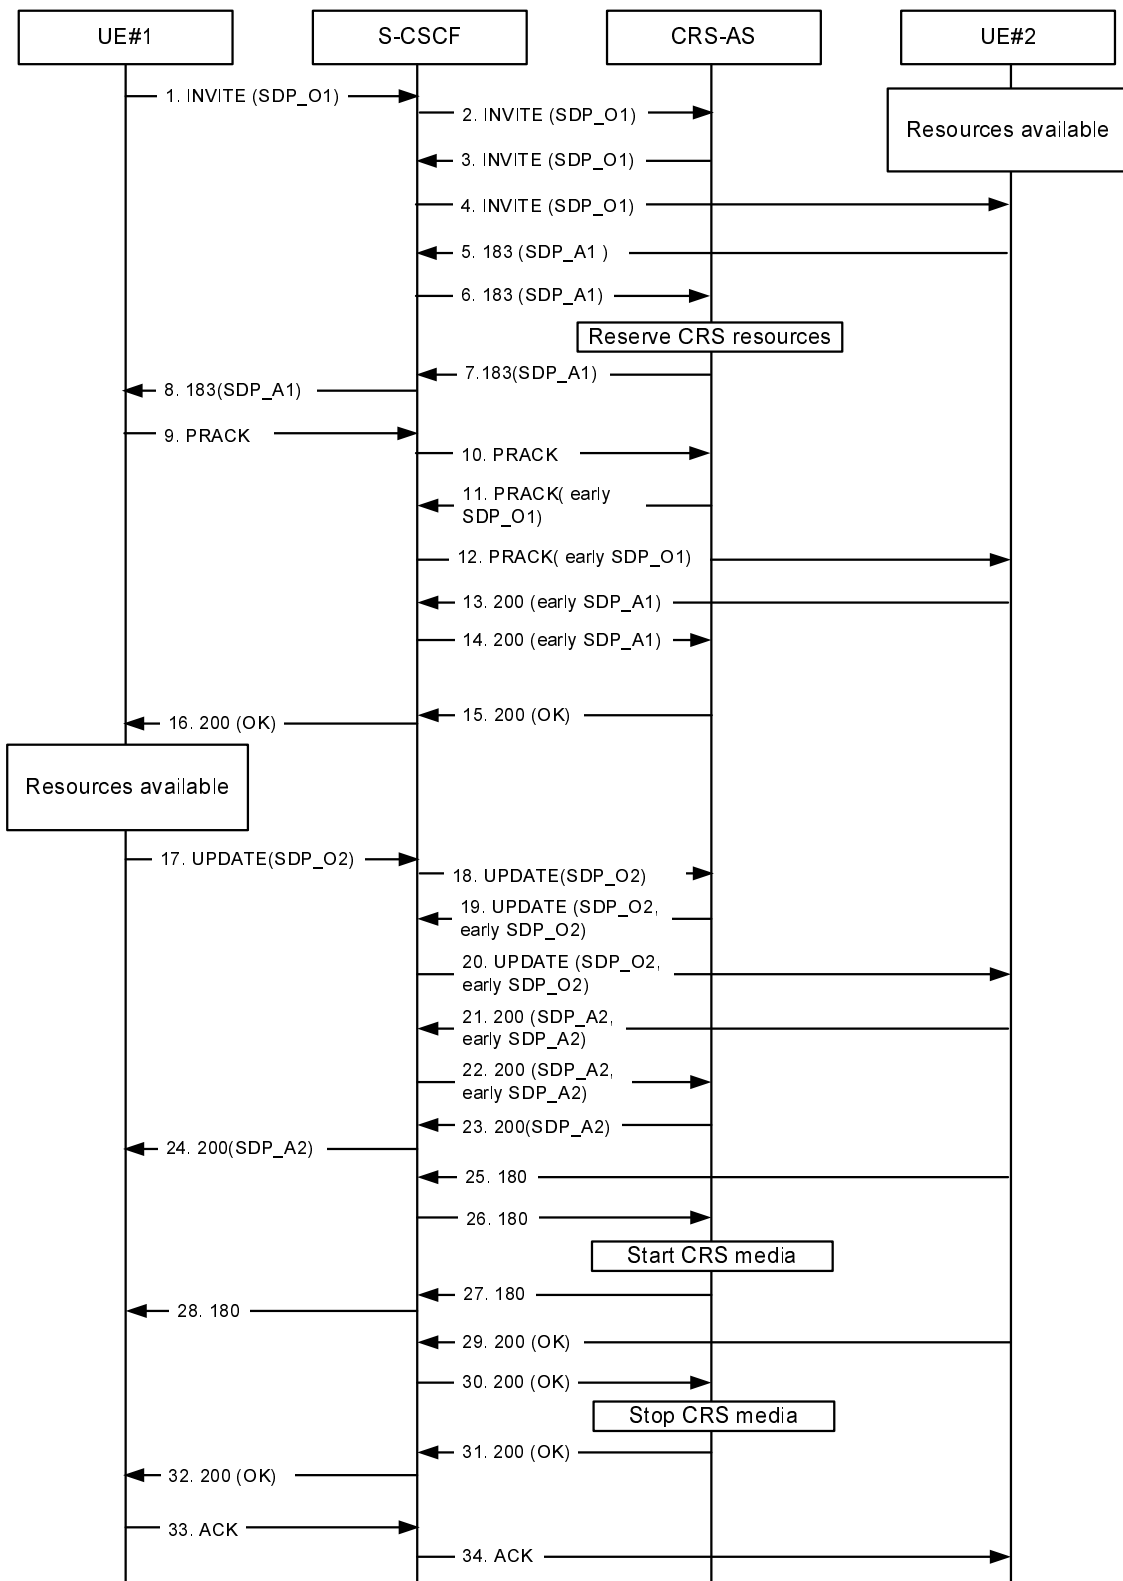 UE#1
S-CSCF
CRS-AS
UE#2
1. INVITE (SDP_O1)
2. INVITE (SDP_O1)
Resources available
3. INVITE (SDP_O1)
4. INVITE (SDP_O1)
5. 183 (SDP_A1 )
6. 183 (SDP_A1)
Reserve CRS resources
7.183(SDP_A1)
8. 183(SDP_A1)
9. PRACK
10. PRACK
11. PRACK( early
SDP_O1)
12. PRACK( early SDP_O1)
13. 200 (early SDP_A1)
14. 200 (early SDP_A1)
15. 200 (OK)
16. 200 (OK)
Resources available
17. UPDATE(SDP_O2)
18. UPDATE(SDP_O2)
19. UPDATE (SDP_O2,
early SDP_O2)
20. UPDATE (SDP_O2,
early SDP_O2)
21. 200 (SDP_A2,
early SDP_A2)
22. 200 (SDP_A2,
early SDP_A2)
23. 200(SDP_A2)
24. 200(SDP_A2)
25. 180
26. 180
Start CRS media
27. 180
28. 180
29. 200 (OK)
30. 200 (OK)
Stop CRS media
31. 200 (OK)
32. 200 (OK)
33. ACK
34. ACK